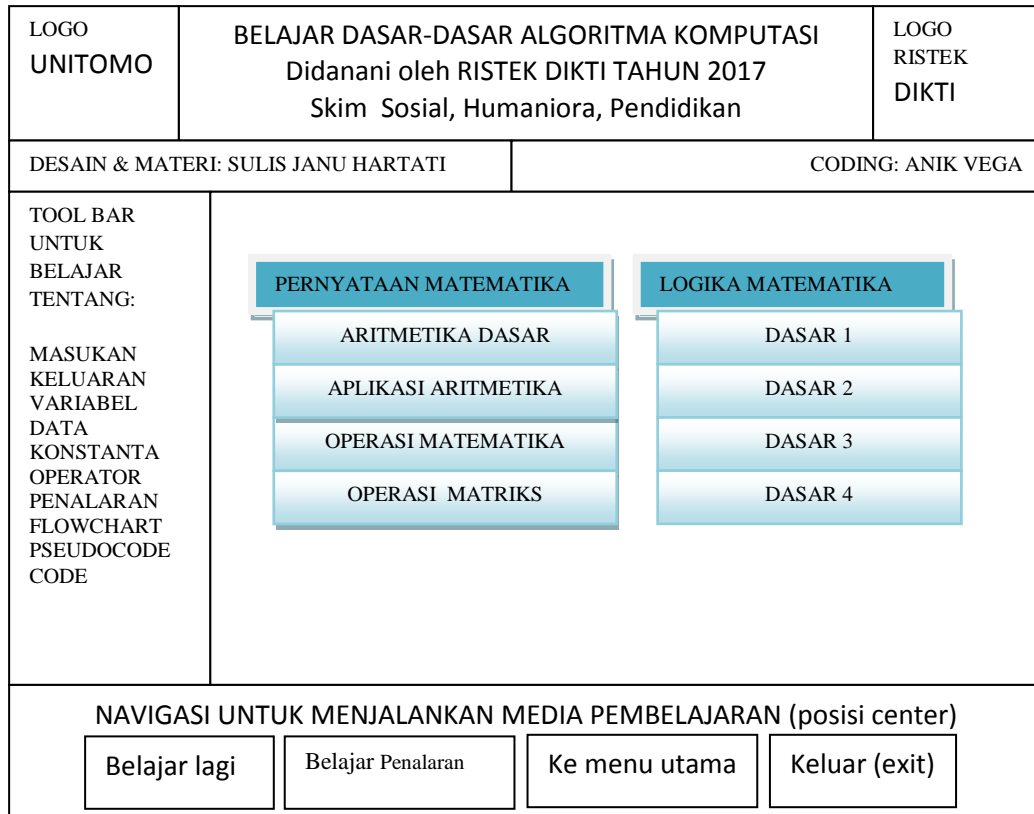 LOGO
UNITOMO
BELAJAR DASAR-DASAR ALGORITMA KOMPUTASI
Didanani oleh RISTEK DIKTI TAHUN 2017
Skim Sosial, Humaniora, Pendidikan
LOGO
RISTEK
DIKTI
DESAIN & MATERI: SULIS JANU HARTATI
CODING: ANIK VEGA
TOOL BAR
UNTUK
BELAJAR
TENTANG:
MASUKAN
KELUARAN
VARIABEL
DATA
KONSTANTA
OPERATOR
PENALARAN
FLOWCHART
PSEUDOCODE
CODE
PERNYATAAN MATEMATIKA
ARITMETIKA DASAR
APLIKASI ARITMETIKA
OPERASI MATEMATIKA
OPERASI MATRIKS
LOGIKA MATEMATIKA
DASAR 1
DASAR 2
DASAR 3
DASAR 4
NAVIGASI UNTUK MENJALANKAN MEDIA PEMBELAJARAN (posisi center)
Belajar lagi
Belajar Penalaran
Ke menu utama
Keluar (exit)